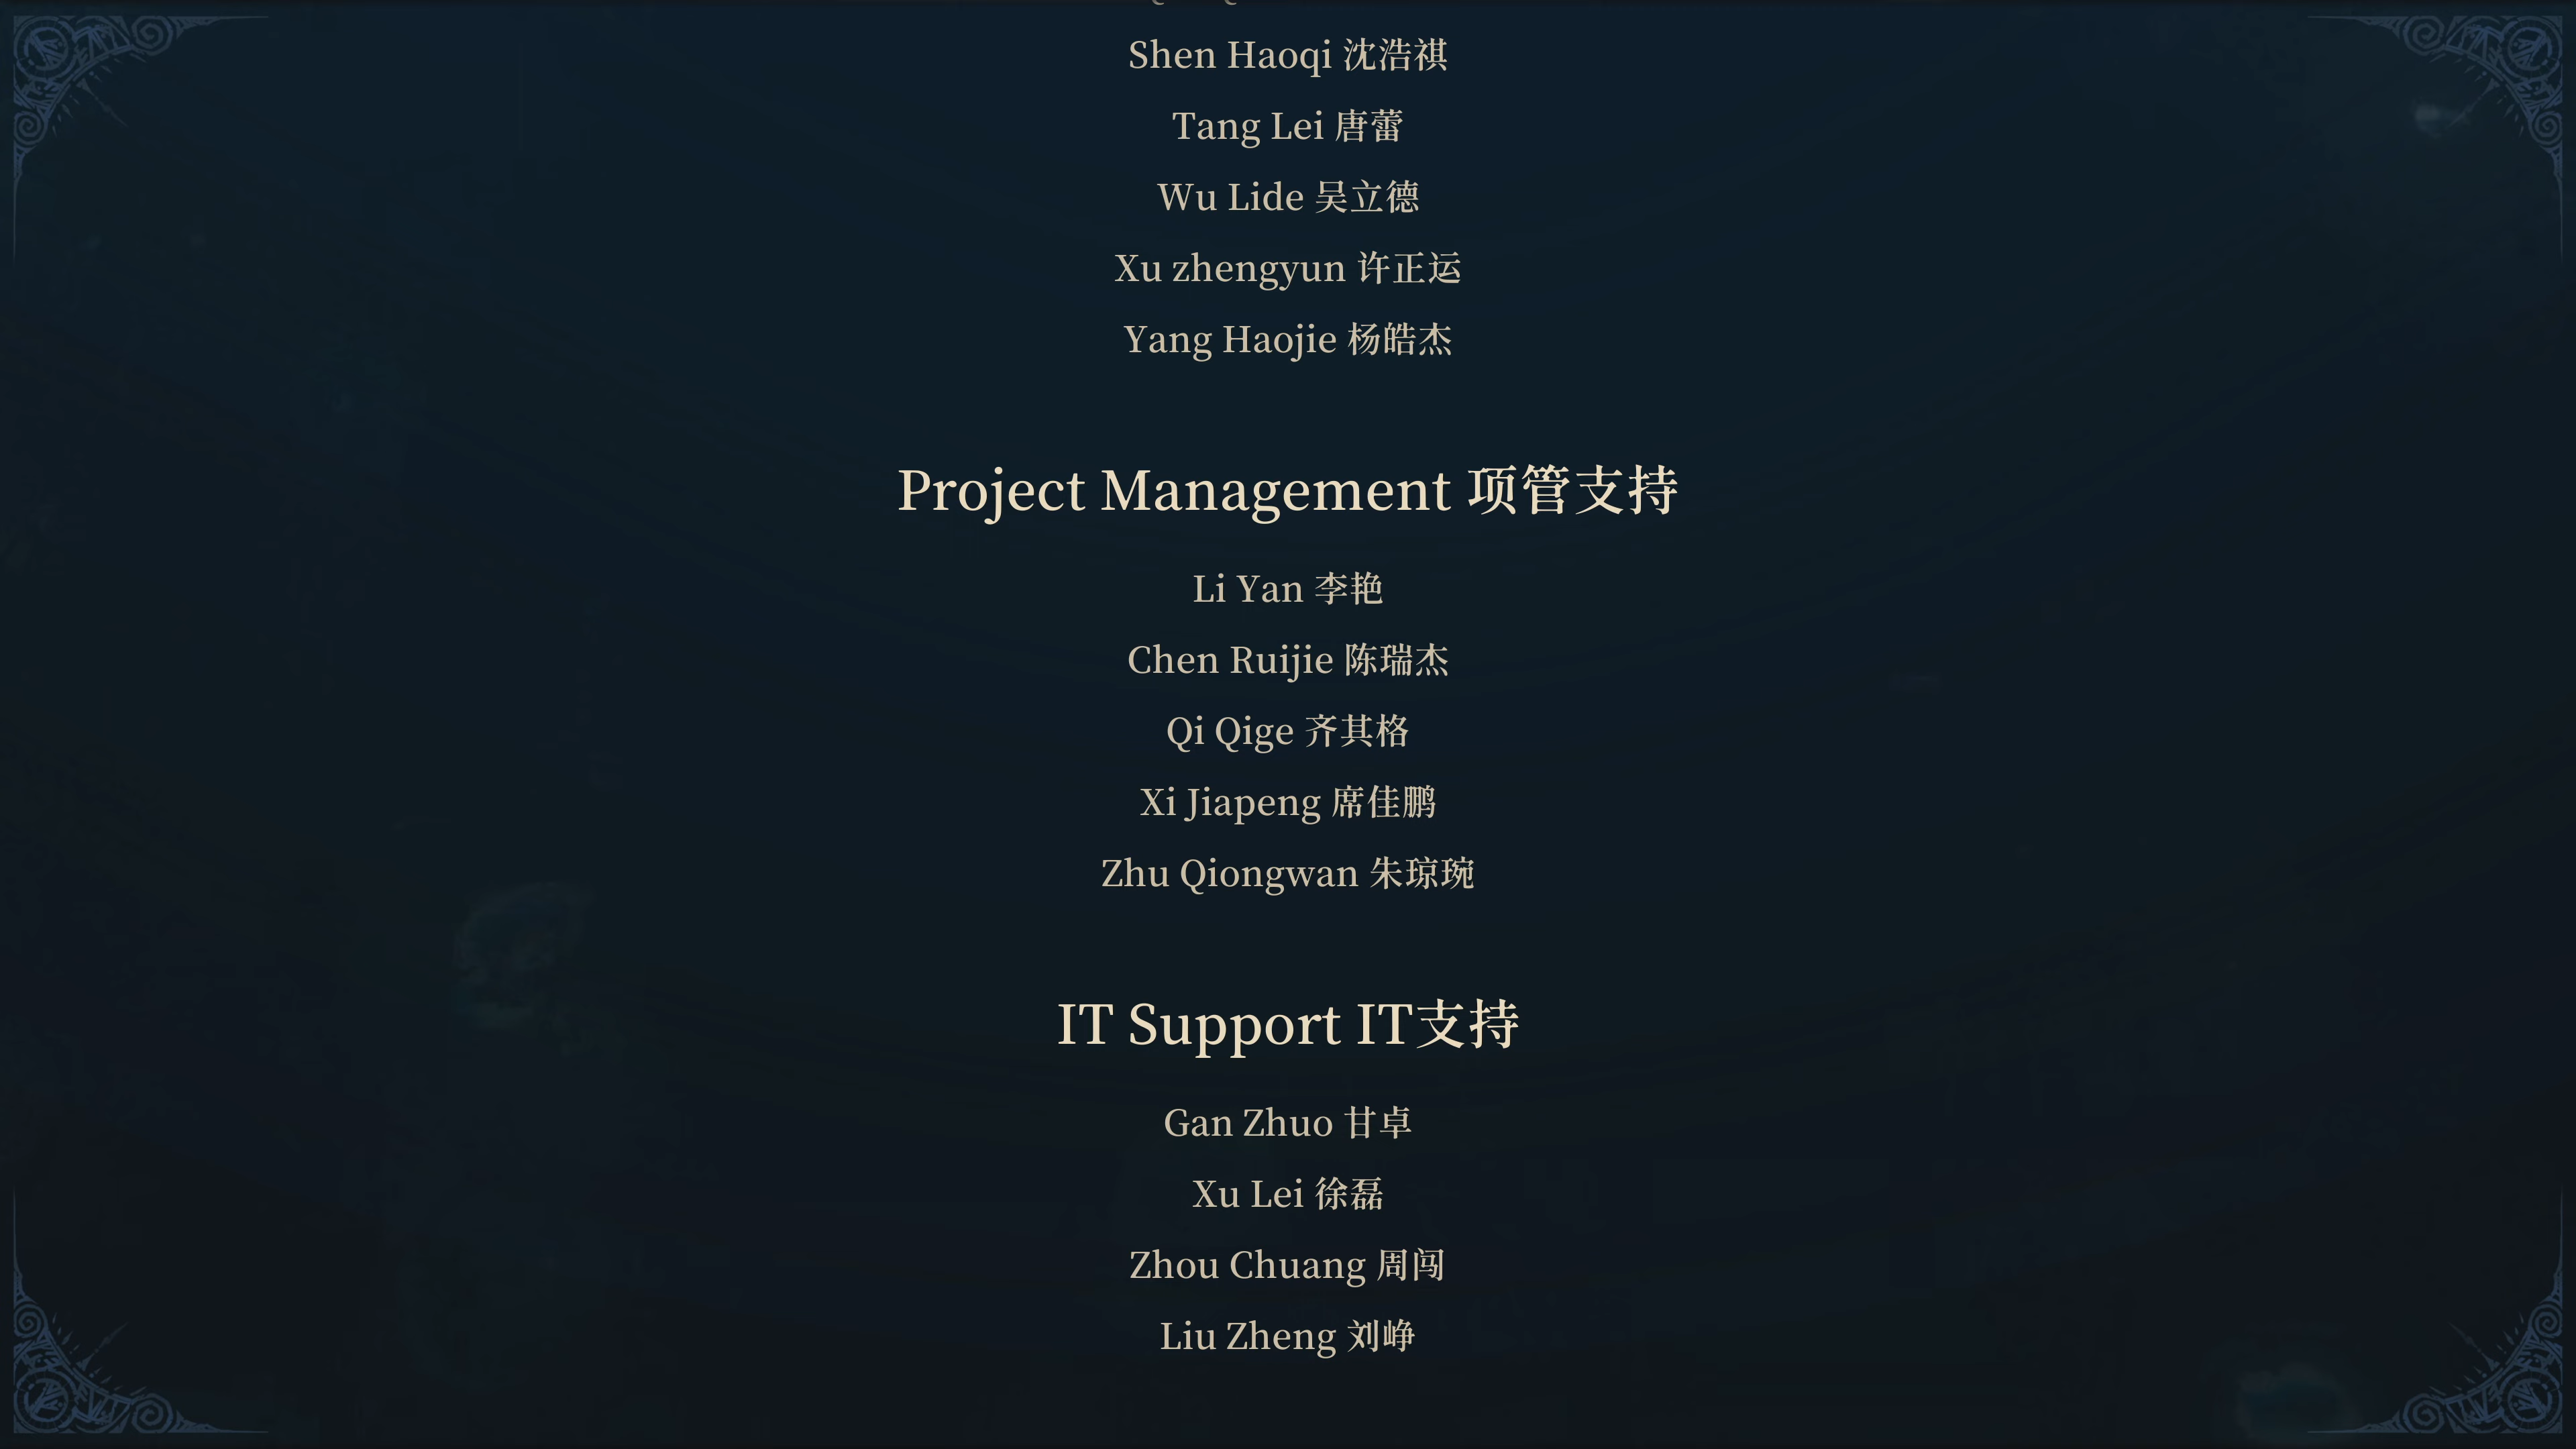 Shen Haoqi 沈浩祺
Tang Lei 唐蕾
Wu Lide 吴立德
Xu zhengyun 许正运
Yang Haojie 杨皓杰
Project Management 项管支持
Li Yan 李艳
Chen Ruijie 陈瑞杰
Qi Qige 齐其格
Xi Jiapeng 席佳鹏
Zhu Qiongwan 朱琼琬
IT Support IT支持
Gan Zhuo 甘卓
Xu Lei 徐磊
Zhou Chuang 周闯
Liu Zheng 刘峥